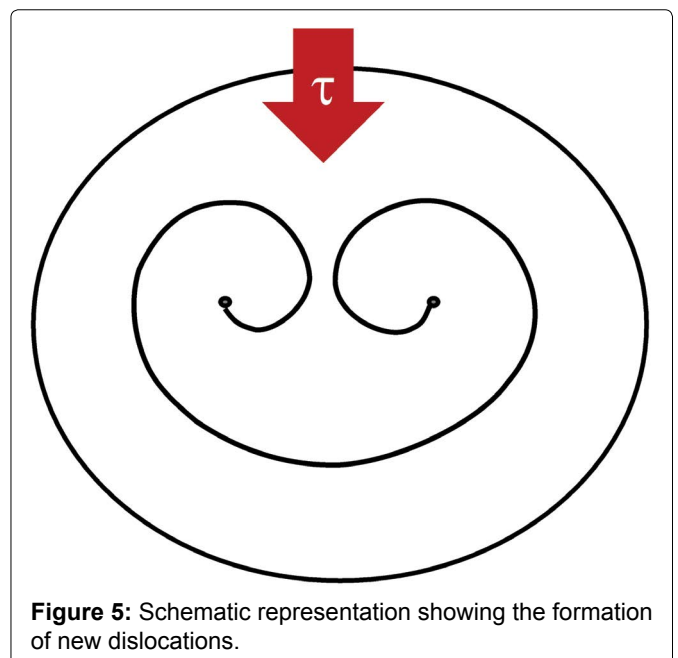 τ
Figure 5: Schematic representation showing the formation
of new dislocations.